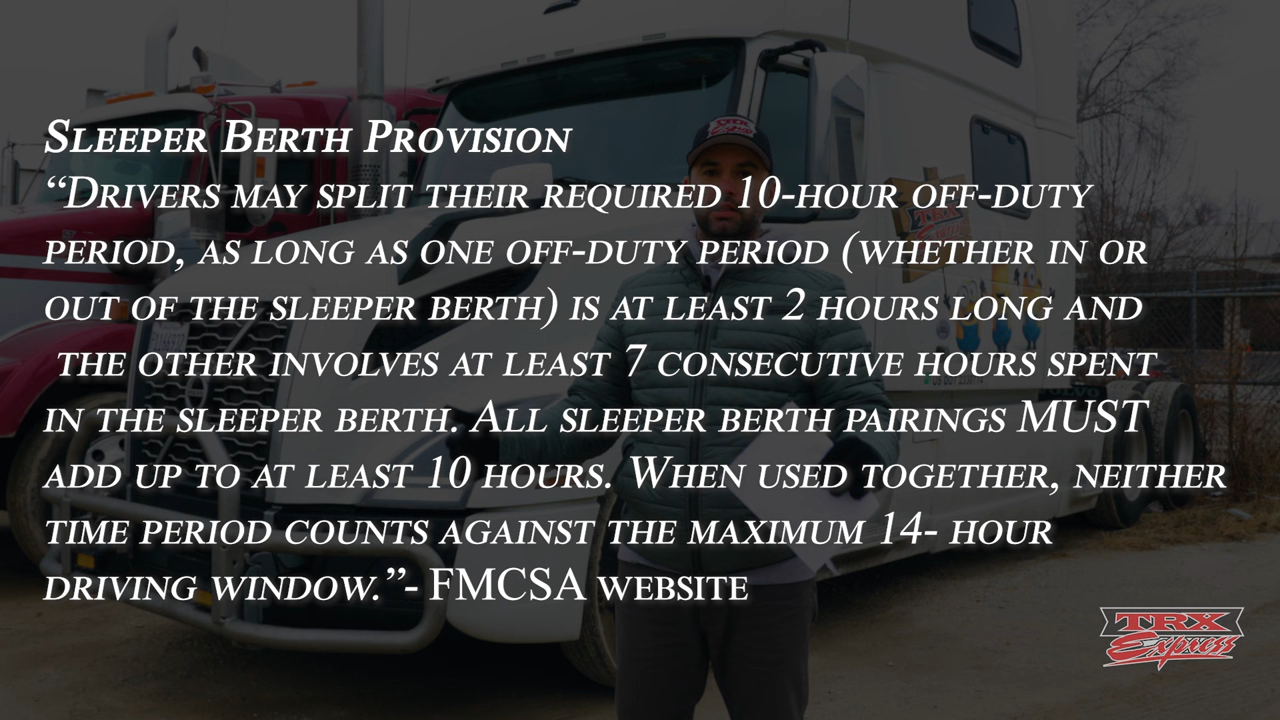 Sleeper Berth Provision
“Drivers may split their required 10-hour off-duty
period, as long as one off-duty period (whether in or
out of the sleeper berth) is at least 2 hours long and
the other involves at least 7 consecutive hours spent
in the sleeper berth. All sleeper berth pairings MUST
add up to at least 10 hours. When used together, neither
time period counts against the maximum 14- hour
driving window.”- FMCSA website
TRX
Express
TRX
TRX
Express